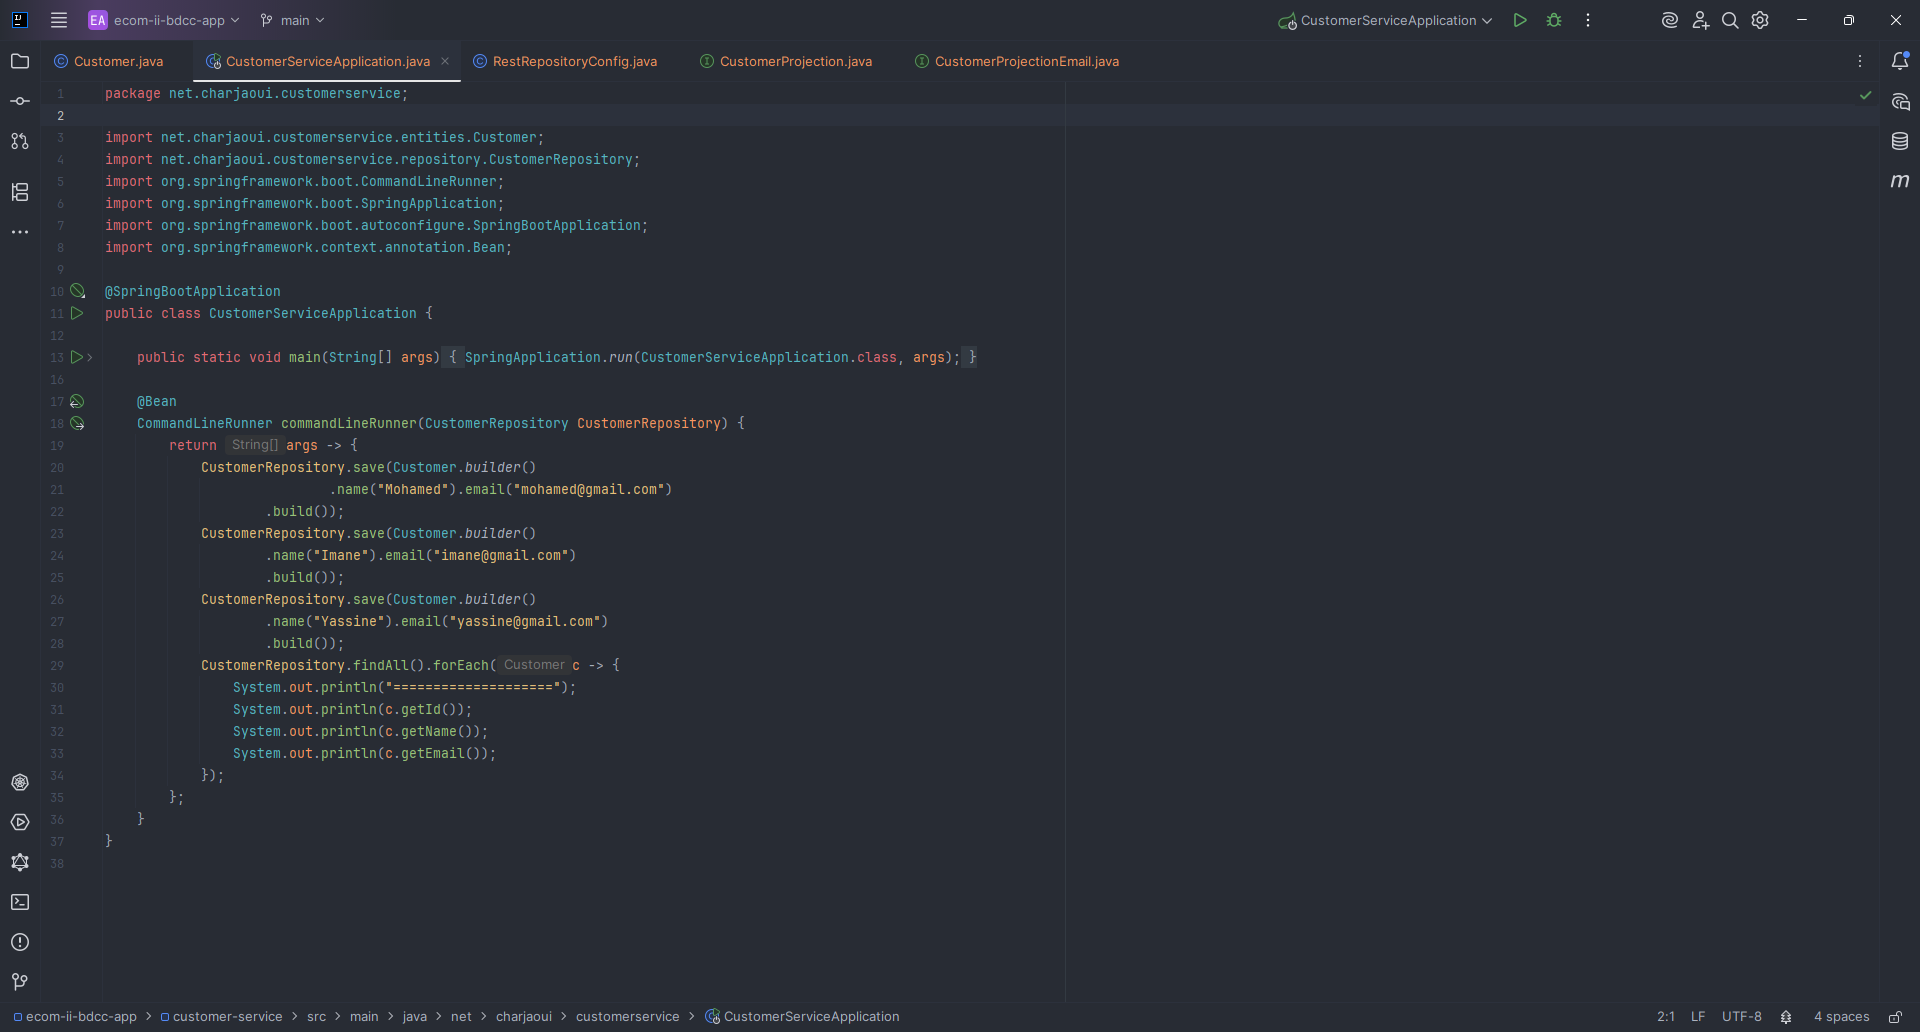 EA ecom-ii-bdcc-app main CustomerServiceApplication
Customer.java CustomerServiceApplication.java RestRepositoryConfig.java CustomerProjection.java CustomerProjectionEmail.java
1 package net.charjaoui.customerservice;
2
3 import net.charjaoui.customerservice.entities.Customer;
4 import net.charjaoui.customerservice.repository.CustomerRepository;
5 import org.springframework.boot.CommandLineRunner;
6 import org.springframework.boot.SpringApplication;
7 import org.springframework.boot.autoconfigure.SpringBootApplication;
8 import org.springframework.context.annotation.Bean;
9
10 @SpringBootApplication
11 public class CustomerServiceApplication {
12
13 public static void main(String[] args) { SpringApplication.run(CustomerServiceApplication.class, args); }
16
17 @Bean
18 CommandLineRunner commandLineRunner(CustomerRepository CustomerRepository) {
19 return String[] args -> {
20 CustomerRepository.save(Customer.builder()
21 .name("Mohamed").email("mohamed@gmail.com")
22 .build());
23 CustomerRepository.save(Customer.builder()
24 .name("Imane").email("imane@gmail.com")
25 .build());
26 CustomerRepository.save(Customer.builder()
27 .name("Yassine").email("yassine@gmail.com")
28 .build());
29 CustomerRepository.findAll().forEach( Customer c -> {
30 System.out.println("====================");
31 System.out.println(c.getId());
32 System.out.println(c.getName());
33 System.out.println(c.getEmail());
34 });
35 };
36 }
37 }
38
ecom-ii-bdcc-app > customer-service > src > main > java > net > charjaoui > customerservice > CustomerServiceApplication 2:1 LF UTF-8 4 spaces